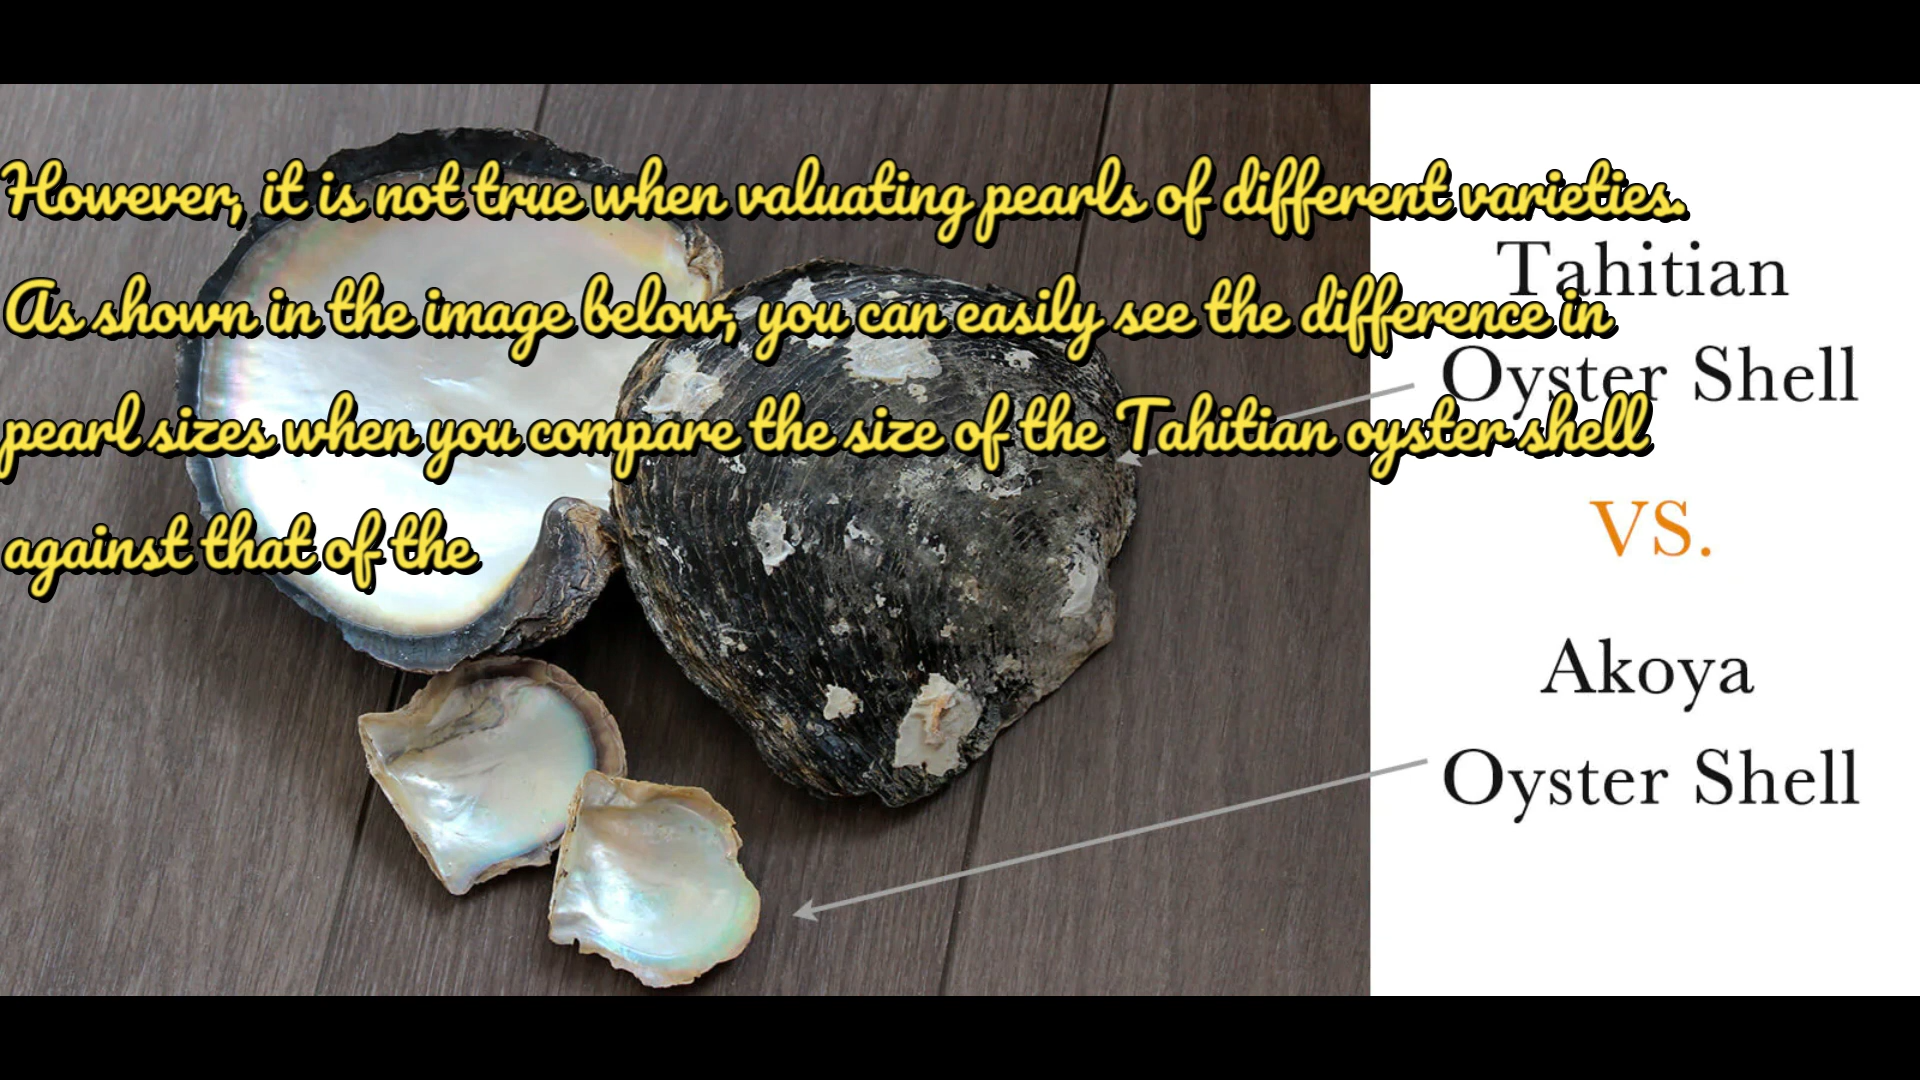 However, it is not true when valuating pearls of different varieties.
As shown in the image below, you can easily see the difference in
pearl sizes when you compare the size of the Tahitian oyster shell
against that of the
Tahitian
Oyster Shell
VS.
Akoya
Oyster Shell